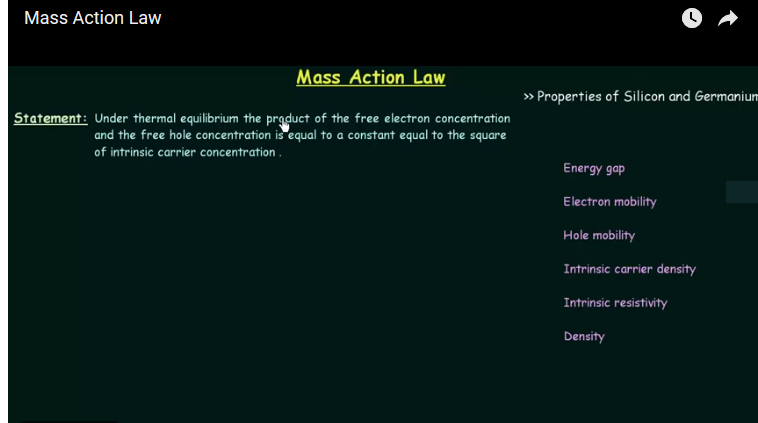 Mass Action Law
Mass Action Law
>> Properties of Silicon and Germanium
Statement: Under thermal equilibrium the product of the free electron concentration
and the free hole concentration is equal to a constant equal to the square
of intrinsic carrier concentration .
Energy gap
Electron mobility
Hole mobility
Intrinsic carrier density
Intrinsic resistivity
Density